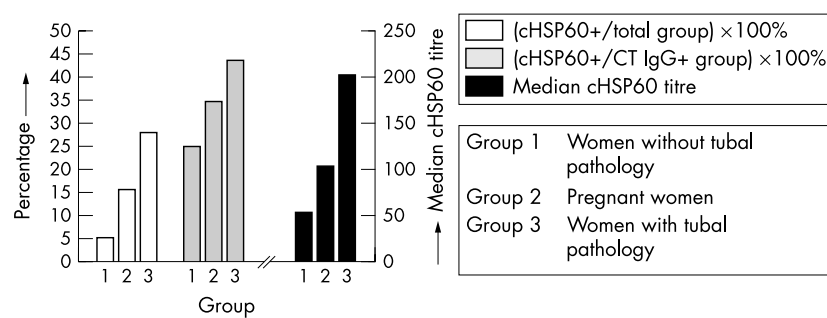 50
45
40
35
30
25
20
15
10
5
0
Percentage
1 2 3
1 2 3
1 2 3
Group
250
200
150
100
50
0
Median cHSP60 titre
(cHSP60+/total group) ×100%
(cHSP60+/CT IgG+ group) ×100%
Median cHSP60 titre
Group 1 Women without tubal
pathology
Group 2 Pregnant women
Group 3 Women with tubal
pathology